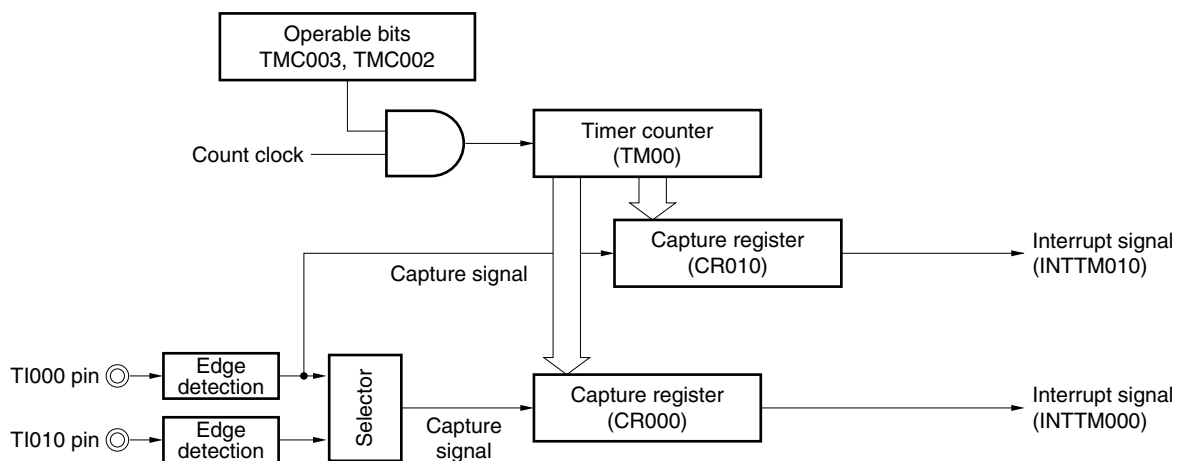 Operable bits
TMC003, TMC002
Count clock
Timer counter
(TM00)
Capture register
(CR010)
Interrupt signal
(INTTM010)
Capture signal
TI000 pin
Edge
detection
Selector
Capture register
(CR000)
Interrupt signal
(INTTM000)
TI010 pin
Edge
detection
Capture
signal